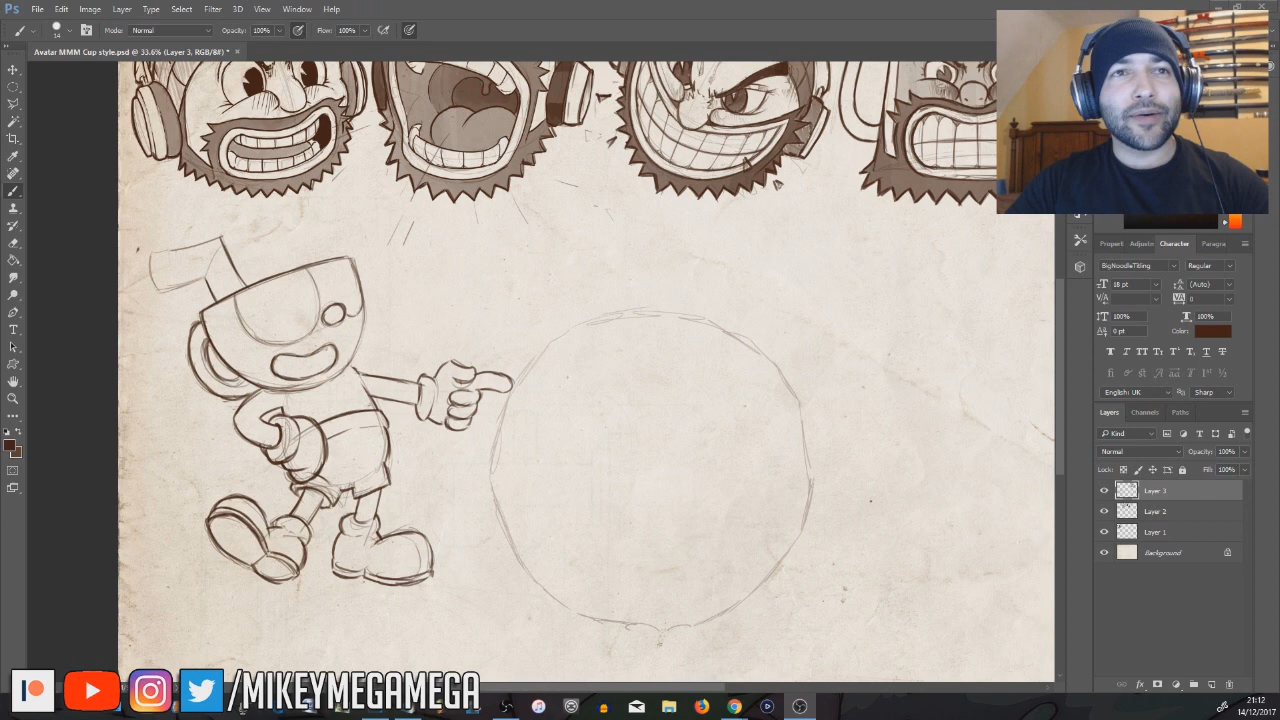 Ps File Edit Image Layer Type Select Filter 3D View Window Help
14 Mode: Normal Opacity: 100% Flow: 100%
Avatar MMM Cup style.psd @ 33.6% (Layer 3, RGB/8#) * ×
Properti Adjustm Character Paragra
BigNoodleTitling Regular
18 pt (Auto)
0
100% 100%
0 pt Color:
English: UK Sharp
Layers Channels Paths
Kind
Normal Opacity: 100%
Lock: Fill: 100%
Layer 3
Layer 2
Layer 1
Background
/MIKEYMEGAMEGA
21:12
14/12/2017